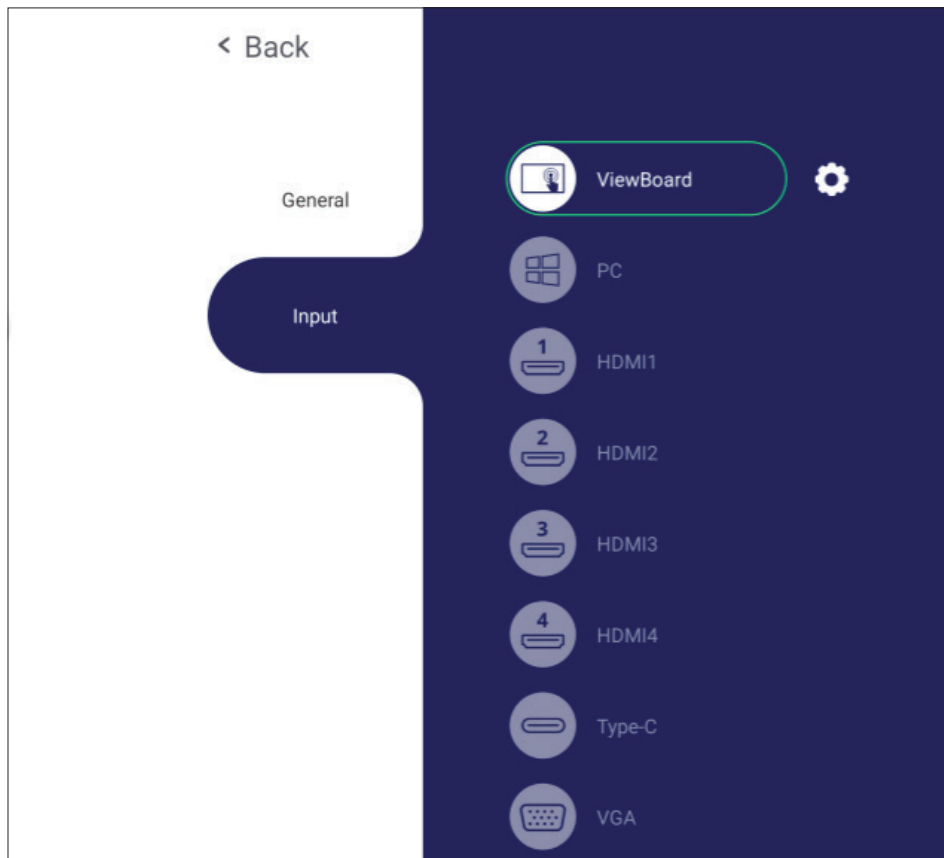 < Back
General
Input
ViewBoard
PC
1
HDMI1
2
HDMI2
3
HDMI3
4
HDMI4
Type-C
VGA